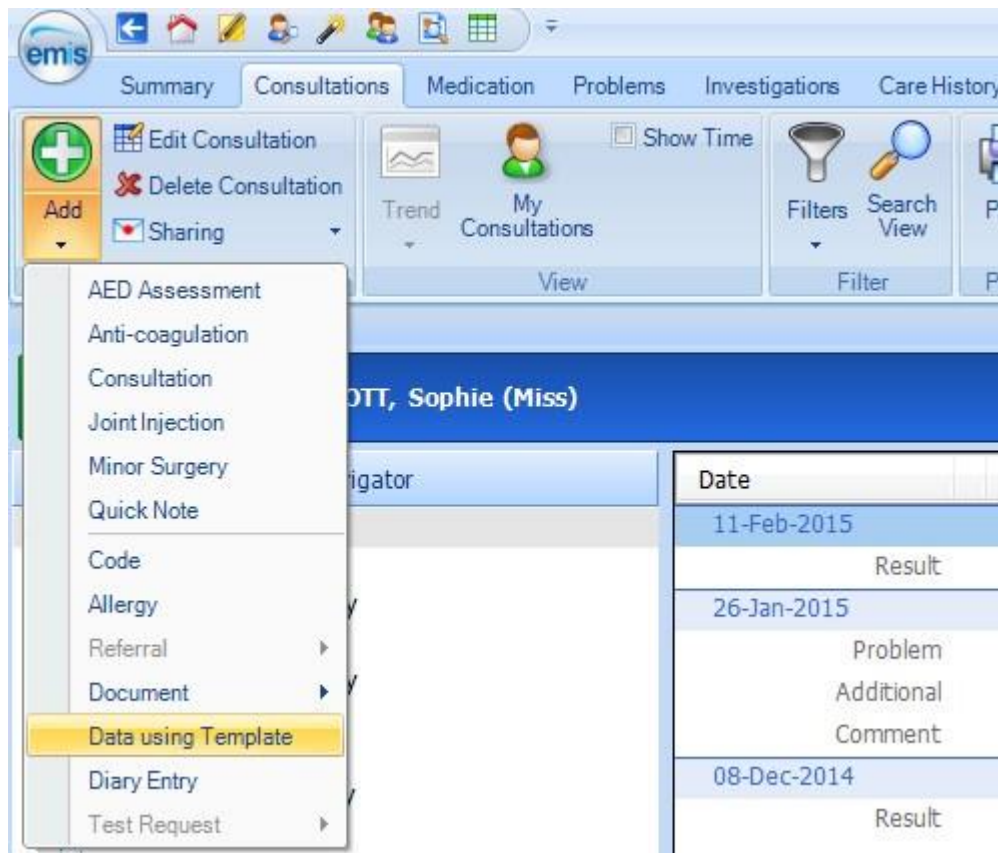 emis
Summary Consultations Medication Problems Investigations Care History
Edit Consultation
Delete Consultation
Sharing
Add
Trend
My
Consultations
Show Time
View
Filters
Search
View
Filter
AED Assessment
Anti-coagulation
Consultation
Joint Injection
Minor Surgery
Quick Note
Code
Allergy
Referral
Document
Data using Template
Diary Entry
Test Request
OTT, Sophie (Miss)
vigator
Date
11-Feb-2015
Result
26-Jan-2015
Problem
Additional
Comment
08-Dec-2014
Result